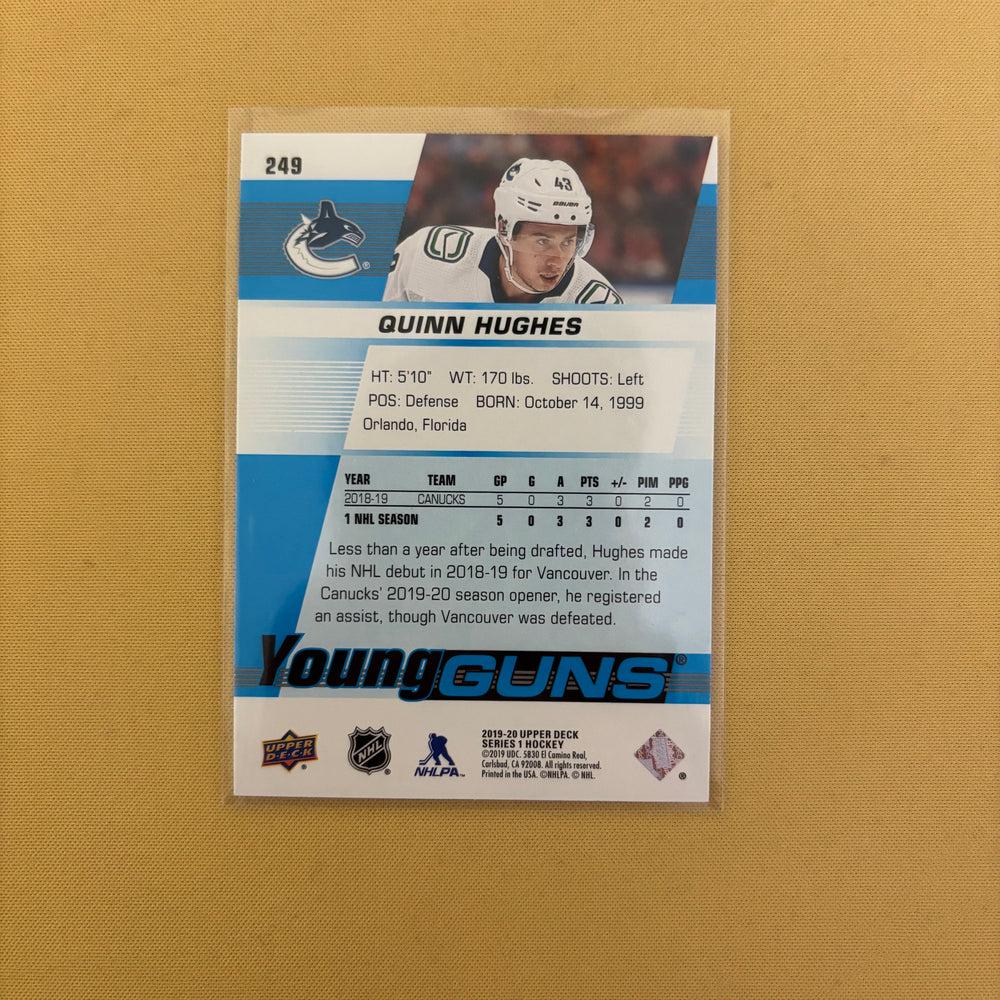 249
43
BAUER
QUINN HUGHES
HT: 5'10" WT: 170 lbs. SHOOTS: Left
POS: Defense BORN: October 14, 1999
Orlando, Florida
YEAR TEAM GP G A PTS +/- PIM PPG
2018-19 CANUCKS 5 0 3 3 0 2 0
1 NHL SEASON 5 0 3 3 0 2 0
Less than a year after being drafted, Hughes made
his NHL debut in 2018-19 for Vancouver. In the
Canucks' 2019-20 season opener, he registered
an assist, though Vancouver was defeated.
Young GUNS®
UPPER
D·E·C·K
®
NHL
®
NHLPA™
2019-20 UPPER DECK
SERIES 1 HOCKEY
©2019 UDC. 5830 El Camino Real,
Carlsbad, CA 92008. All rights reserved.
Printed in the USA. ©NHLPA. © NHL.
®